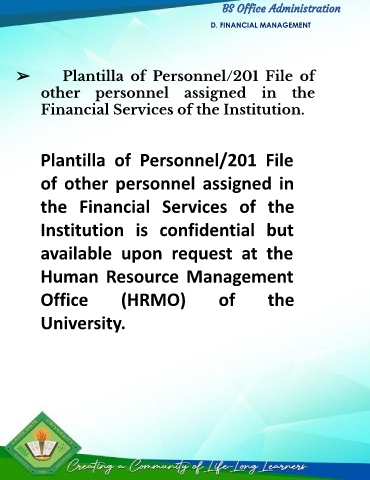 BS Office Administration
D. FINANCIAL MANAGEMENT
➢ Plantilla of Personnel/201 File of
other personnel assigned in the
Financial Services of the Institution.
Plantilla of Personnel/201 File
of other personnel assigned in
the Financial Services of the
Institution is confidential but
available upon request at the
Human Resource Management
Office (HRMO) of the
University.
Creating a Community of Life-Long Learners